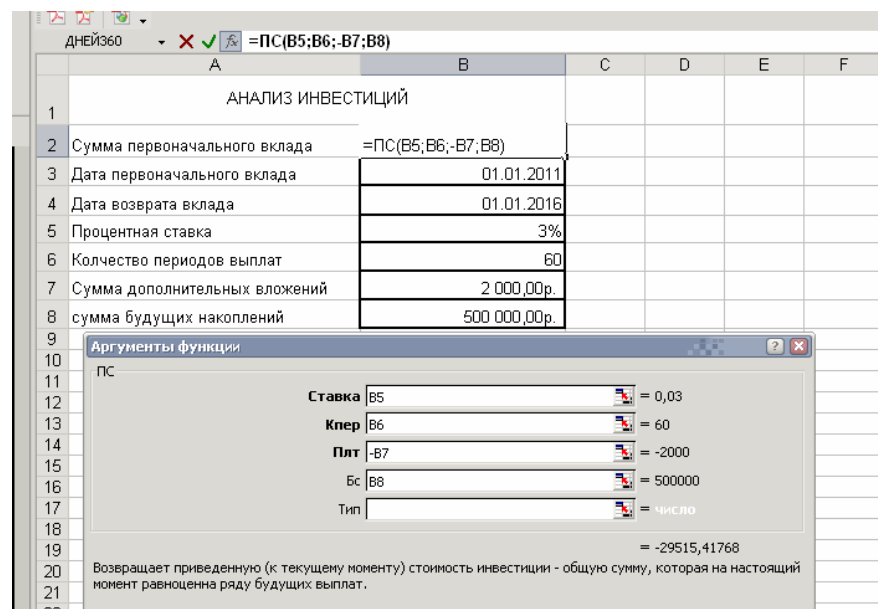 ДНЕЙ360 =ПС(B5;B6;-B7;B8)
A B C D E F
1 АНАЛИЗ ИНВЕСТИЦИЙ
2 Сумма первоначального вклада =ПС(B5;B6;-B7;B8)
3 Дата первоначального вклада 01.01.2011
4 Дата возврата вклада 01.01.2016
5 Процентная ставка 3%
6 Колчество периодов выплат 60
7 Сумма дополнительных вложений 2 000,00р.
8 сумма будущих накоплений 500 000,00р.
9
Аргументы функции
10
ПС
11
12 Ставка B5 = 0,03
13 Кпер B6 = 60
14 Плт -B7 = -2000
15
16 Бс B8 = 500000
17 Тип = число
18
19 = -29515,41768
20 Возвращает приведенную (к текущему моменту) стоимость инвестиции - общую сумму, которая на настоящий
21 момент равноценна ряду будущих выплат.